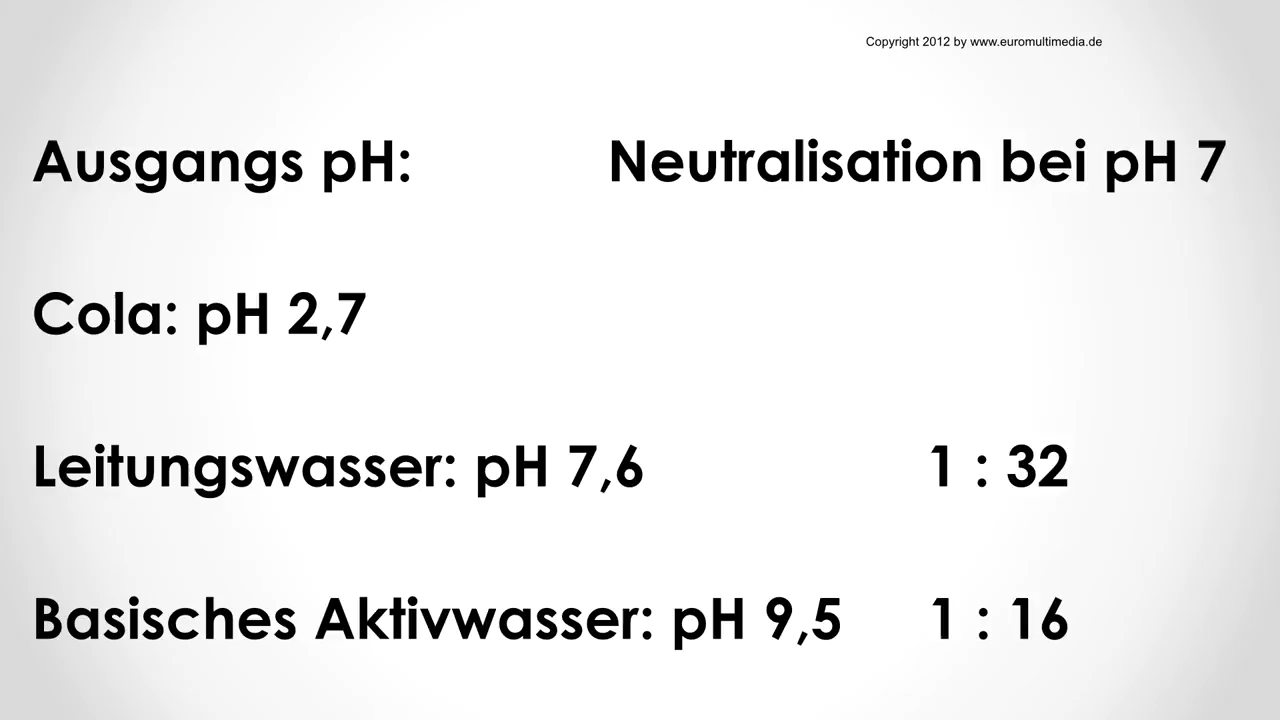 Copyright 2012 by www.euromultimedia.de
Ausgangs pH: Neutralisation bei pH 7
Cola: pH 2,7
Leitungswasser: pH 7,6 1 : 32
Basisches Aktivwasser: pH 9,5 1 : 16